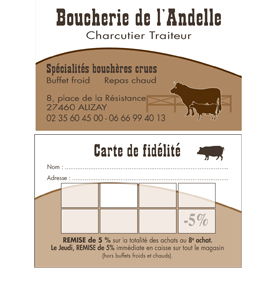 Boucherie de l'Andelle
Charcutier Traiteur
Spécialités bouchères crues
Buffet froid Repas chaud
8, place de la Résistance
27460 ALIZAY
02 35 60 45 00 - 06 66 99 40 13
Carte de fidélité
Nom :
Adresse :
-5%
REMISE de 5 % sur la totalité des achats au 8e achat.
Le Jeudi, REMISE de 5% immédiate en caisse sur tout le magasin
(hors buffets froids et chauds).